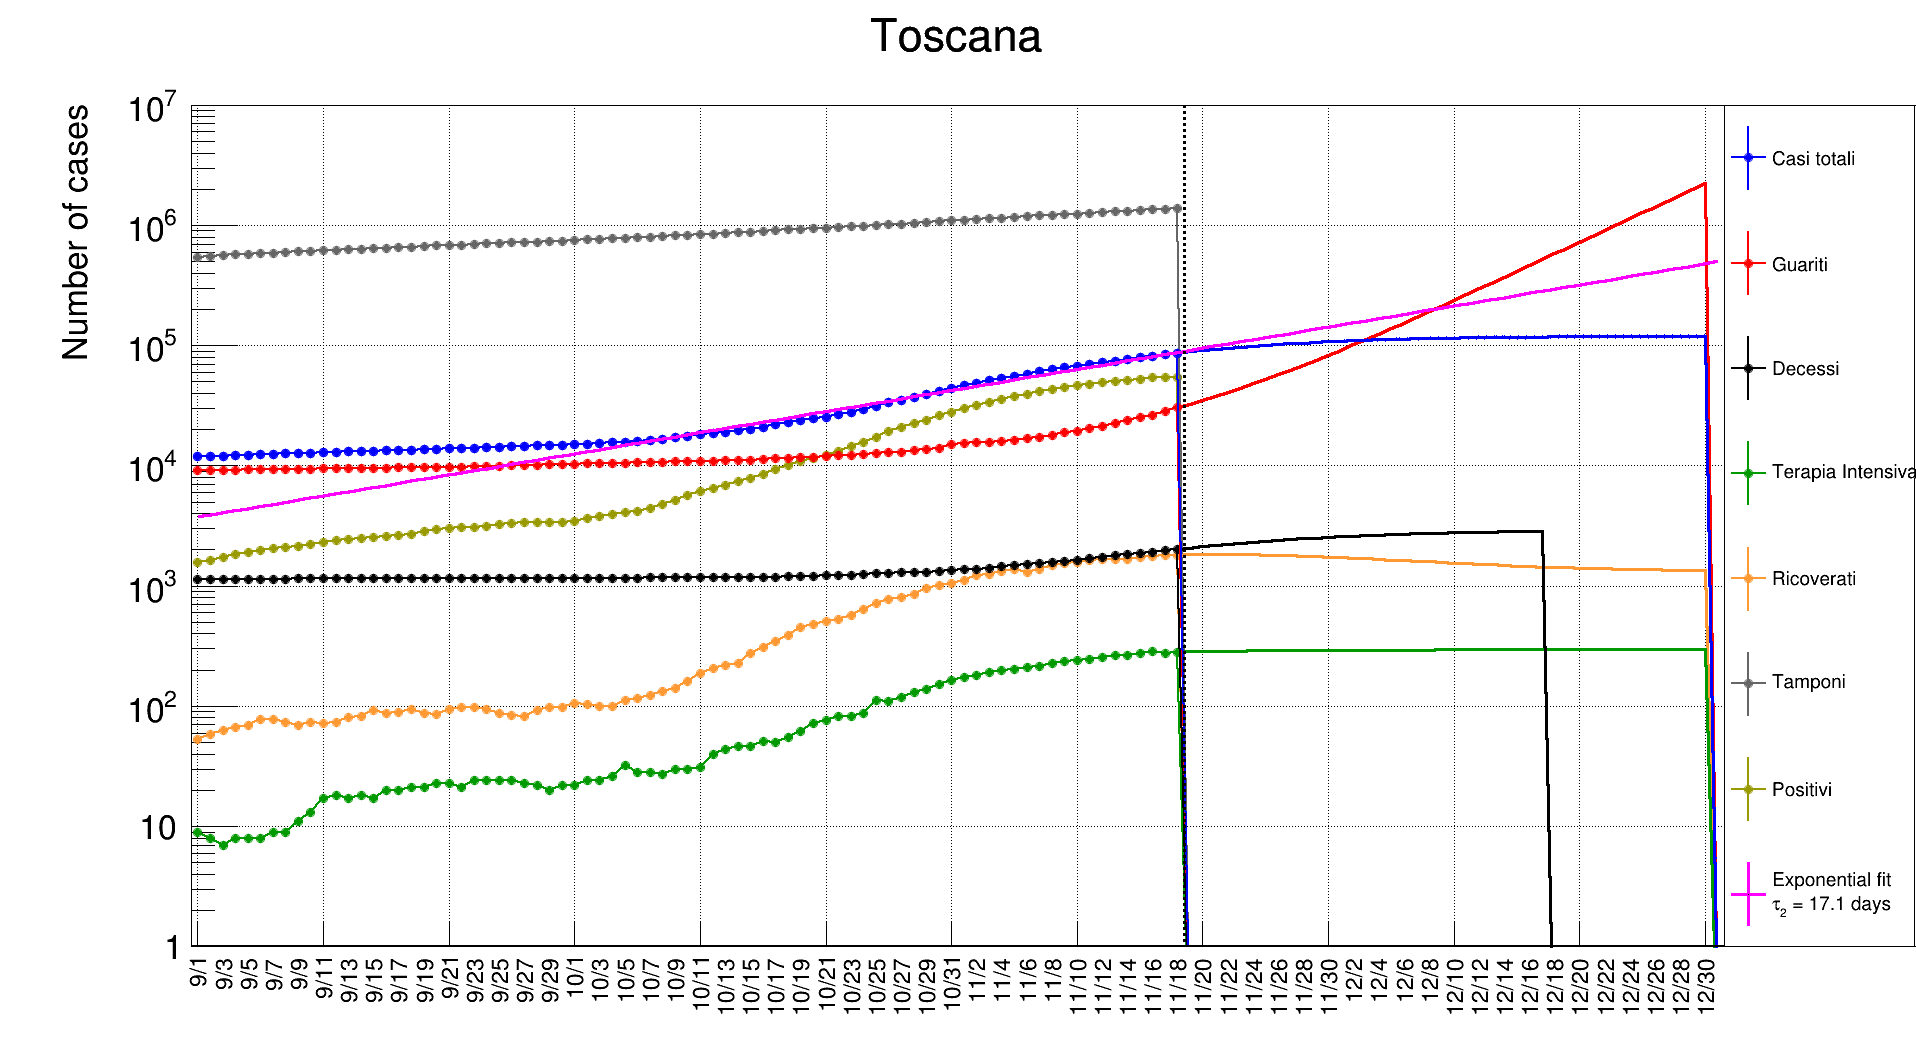 Toscana
Number of cases
10^7
10^6
10^5
10^4
10^3
10^2
10
1
9/1 9/3 9/5 9/7 9/9 9/11 9/13 9/15 9/17 9/19 9/21 9/23 9/25 9/27 9/29 10/1 10/3 10/5 10/7 10/9 10/11 10/13 10/15 10/17 10/19 10/21 10/23 10/25 10/27 10/29 10/31 11/2 11/4 11/6 11/8 11/10 11/12 11/14 11/16 11/18 11/20 11/22 11/24 11/26 11/28 11/30 12/2 12/4 12/6 12/8 12/10 12/12 12/14 12/16 12/18 12/20 12/22 12/24 12/26 12/28 12/30
Casi totali
Guariti
Decessi
Terapia Intensiva
Ricoverati
Tamponi
Positivi
Exponential fit
τ₂ = 17.1 days